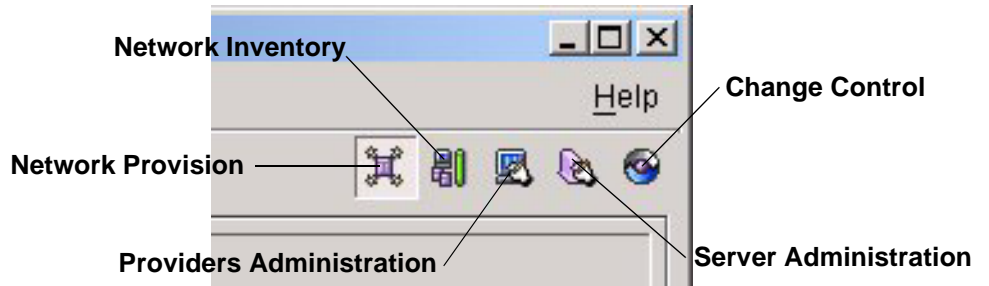 Network Inventory
Help
Change Control
Network Provision
Providers Administration
Server Administration